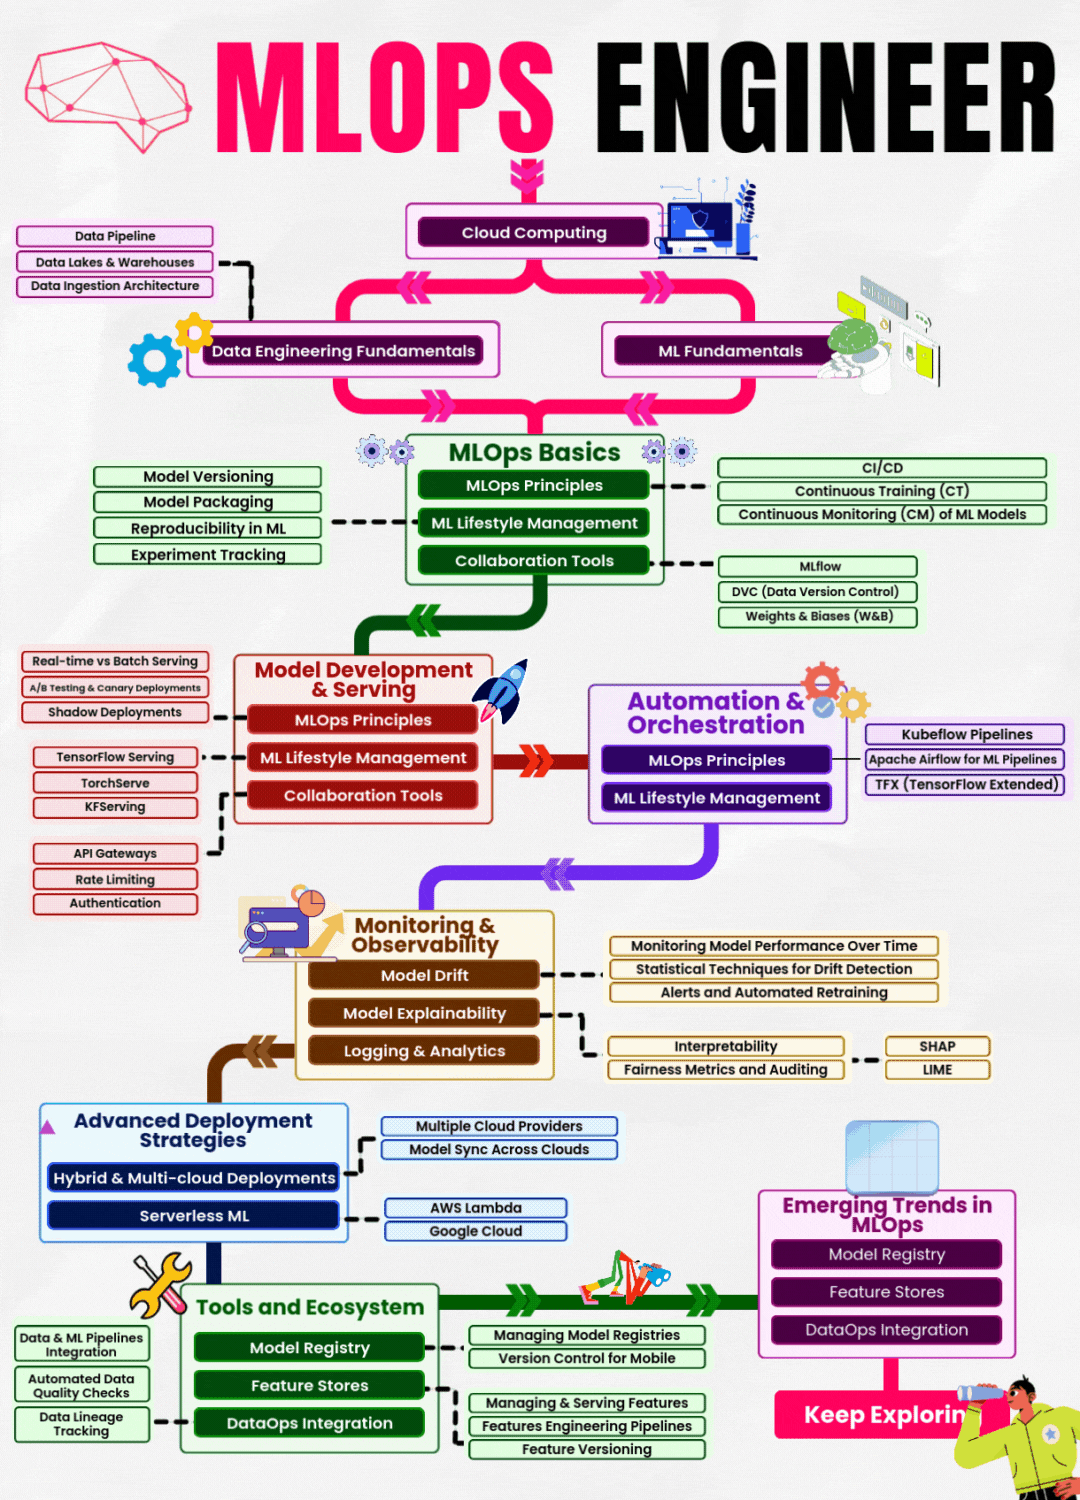 MLOPS ENGINEER
Cloud Computing
Data Pipeline
Data Lakes & Warehouses
Data Ingestion Architecture
Data Engineering Fundamentals
ML Fundamentals
MLOps Basics
MLOps Principles
ML Lifestyle Management
Collaboration Tools
Model Versioning
Model Packaging
Reproducibility in ML
Experiment Tracking
CI/CD
Continuous Training (CT)
Continuous Monitoring (CM) of ML Models
MLflow
DVC (Data Version Control)
Weights & Biases (W&B)
Model Development
& Serving
MLOps Principles
ML Lifestyle Management
Collaboration Tools
Real-time vs Batch Serving
A/B Testing & Canary Deployments
Shadow Deployments
TensorFlow Serving
TorchServe
KFServing
API Gateways
Rate Limiting
Authentication
Automation &
Orchestration
MLOps Principles
ML Lifestyle Management
Kubeflow Pipelines
Apache Airflow for ML Pipelines
TFX (TensorFlow Extended)
Monitoring &
Observability
Model Drift
Model Explainability
Logging & Analytics
Monitoring Model Performance Over Time
Statistical Techniques for Drift Detection
Alerts and Automated Retraining
Interpretability
Fairness Metrics and Auditing
SHAP
LIME
Advanced Deployment
Strategies
Hybrid & Multi-cloud Deployments
Serverless ML
Multiple Cloud Providers
Model Sync Across Clouds
AWS Lambda
Google Cloud
Tools and Ecosystem
Model Registry
Feature Stores
DataOps Integration
Data & ML Pipelines
Integration
Automated Data
Quality Checks
Data Lineage
Tracking
Managing Model Registries
Version Control for Mobile
Managing & Serving Features
Features Engineering Pipelines
Feature Versioning
Emerging Trends in
MLOps
Model Registry
Feature Stores
DataOps Integration
Keep Explorin